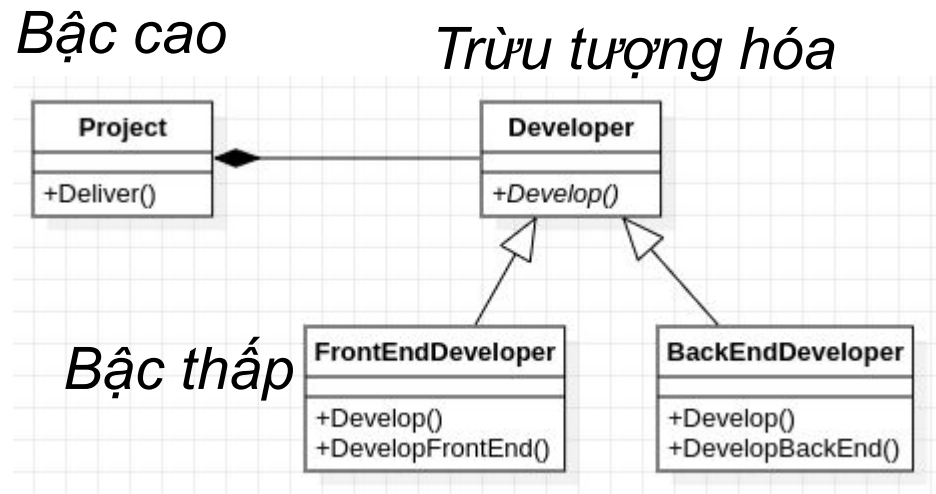 Bậc cao
Trừu tượng hóa
Project
+Deliver()
Developer
+Develop()
Bậc thấp
FrontEndDeveloper
+Develop()
+DevelopFrontEnd()
BackEndDeveloper
+Develop()
+DevelopBackEnd()